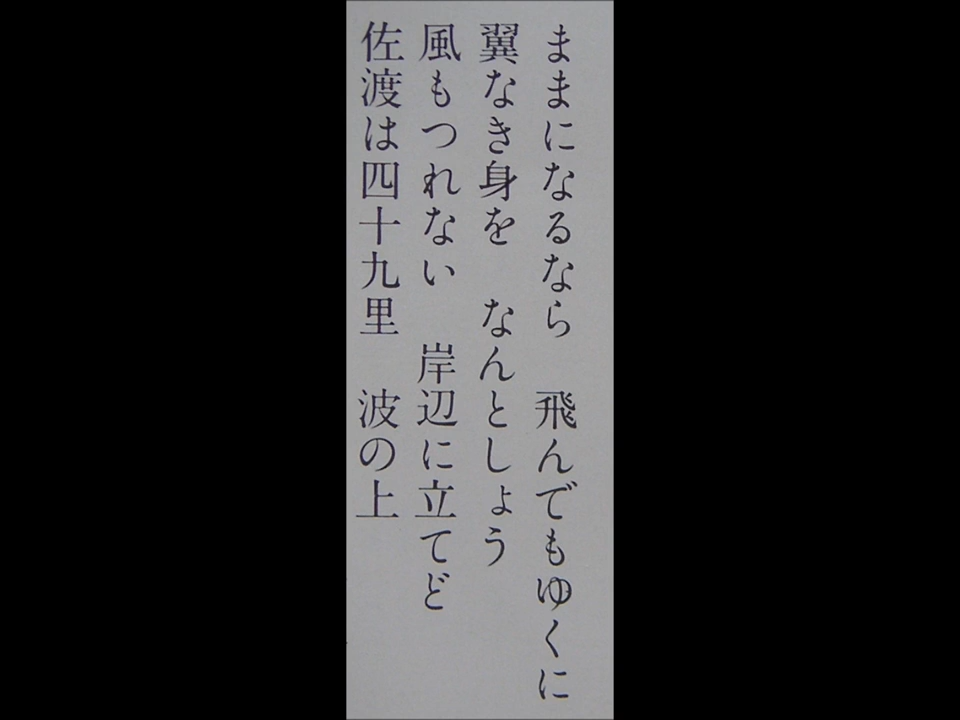 ままになるなら　飛んでもゆくに
翼なき身を　なんとしょう
風もつれない　岸辺に立てど
佐渡は四十九里　波の上